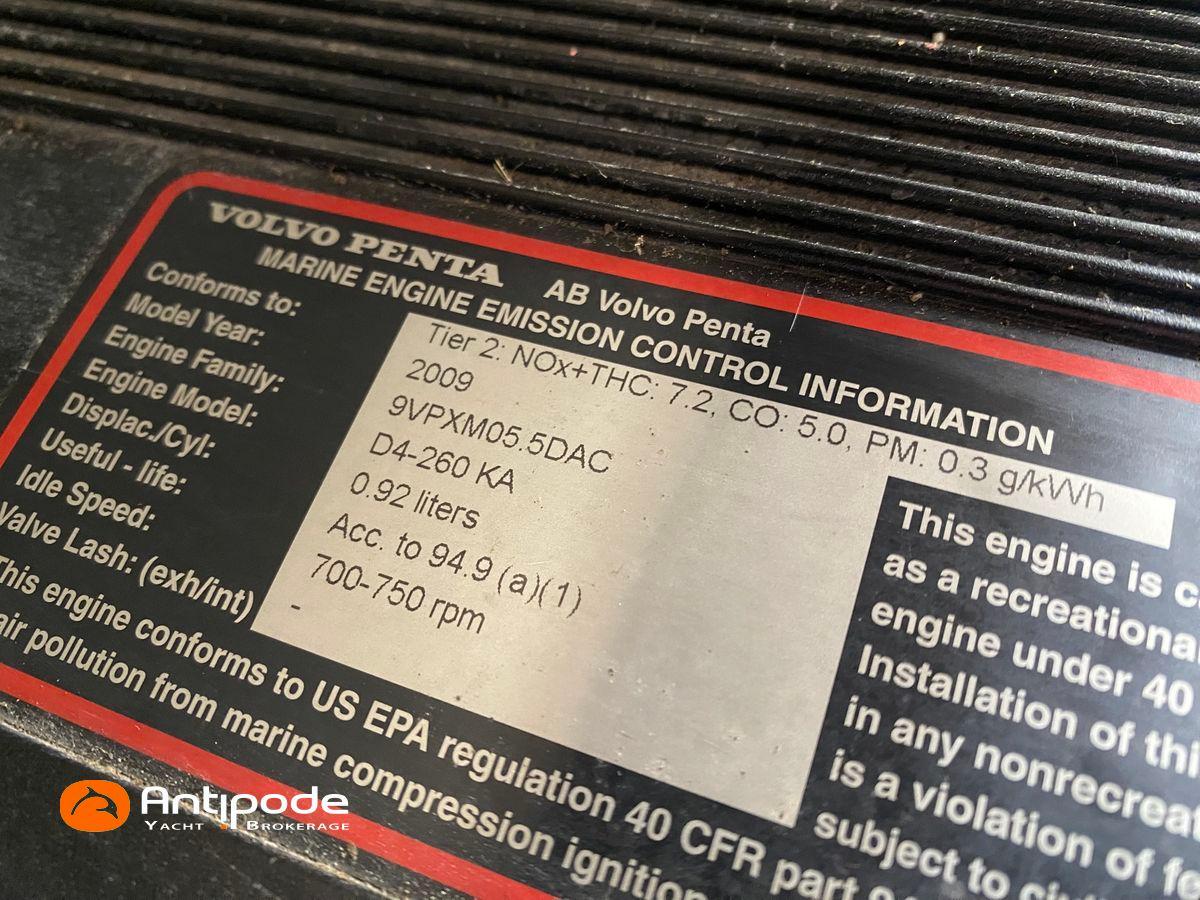 VOLVO PENTA AB Volvo Penta
MARINE ENGINE EMISSION CONTROL INFORMATION
Conforms to: Tier 2: NOx+THC: 7.2, CO: 5.0, PM: 0.3 g/kWh
Model Year: 2009
Engine Family: 9VPXM05.5DAC
Engine Model: D4-260 KA
Displac./Cyl: 0.92 liters
Useful - life: Acc. to 94.9 (a)(1)
Idle Speed: 700-750 rpm
Valve Lash: (exh/int) -
This engine conforms to US EPA regulation 40 CFR part
air pollution from marine compression ignition
This engine is
as a recreational
engine under 40
Installation of
in any
is a violation of
subject to
Antipode
YACHT BROKERAGE